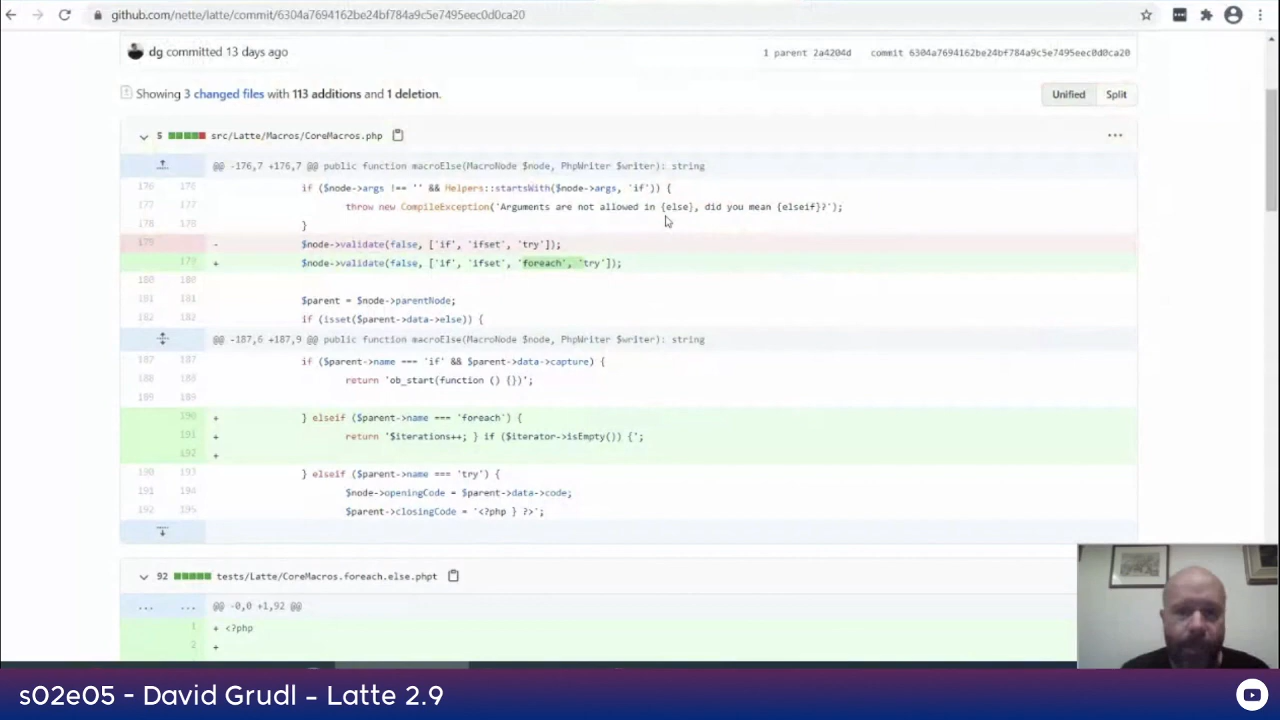 github.com/nette/latte/commit/6304a7694162be24bf784a9c5e7495eec0d0ca20
dg committed 13 days ago
1 parent 2a4204d commit 6304a7694162be24bf784a9c5e7495eec0d0ca20
Showing 3 changed files with 113 additions and 1 deletion.
Unified Split
5 src/Latte/Macros/CoreMacros.php
@@ -176,7 +176,7 @@ public function macroElse(MacroNode $node, PhpWriter $writer): string
176 176 if ($node->args !== '' && Helpers::startsWith($node->args, 'if')) {
177 177 throw new CompileException('Arguments are not allowed in {else}, did you mean {elseif}?');
178 178 }
179 - $node->validate(false, ['if', 'ifset', 'try']);
179 + $node->validate(false, ['if', 'ifset', 'foreach', 'try']);
180 180
181 181 $parent = $node->parentNode;
182 182 if (isset($parent->data->else)) {
@@ -187,6 +187,9 @@ public function macroElse(MacroNode $node, PhpWriter $writer): string
187 187 if ($parent->name === 'if' && $parent->data->capture) {
188 188 return 'ob_start(function () {})';
189 189
190 + } elseif ($parent->name === 'foreach') {
191 + return '$iterations++; } if ($iterator->isEmpty()) {';
192 +
190 193 } elseif ($parent->name === 'try') {
191 194 $node->openingCode = $parent->data->code;
192 195 $parent->closingCode = '<?php } ?>';
92 tests/Latte/CoreMacros.foreach.else.phpt
... ... @@ -0,0 +1,92 @@
1 + <?php
2 +
s02e05 - David Grudl - Latte 2.9